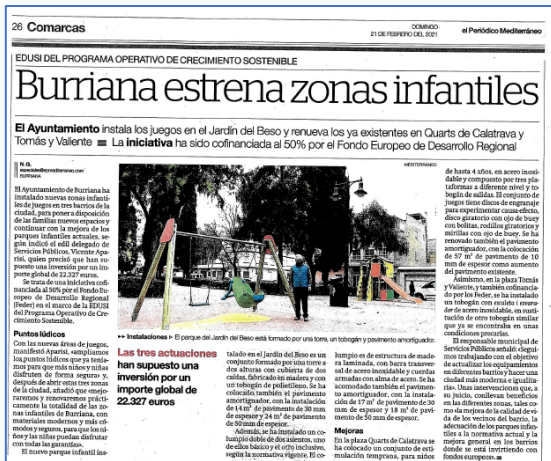 26 Comarcas
DOMINGO
21 DE FEBRERO DEL 2021
el Periódico Mediterráneo
EDUSI DEL PROGRAMA OPERATIVO DE CRECIMIENTO SOSTENIBLE
Burriana estrena zonas infantiles
El Ayuntamiento instala los juegos en el Jardín del Beso y renueva los ya existentes en Quarts de Calatrava y
Tomás y Valiente La iniciativa ha sido cofinanciada al 50% por el Fondo Europeo de Desarrollo Regional
N. G.
especiales@epmediterraneo.com
BURRIANA
El Ayuntamiento de Burriana ha
instalado nuevas zonas infanti-
les de juegos en tres barrios de la
ciudad, para poner a disposición
de las familias nuevos espacios y
continuar con la mejora de los
parques infantiles actuales, se-
gún indicó el edil delegado de
Servicios Públicos, Vicente Apa-
risi, quien precisó que han su-
puesto una inversión por un im-
porte global de 22.327 euros.
Se trata de una iniciativa cofi-
nanciada al 50% por el Fondo Eu-
ropeo de Desarrollo Regional
(Feder) en el marco de la EDUSI
del Programa Operativo de Cre-
cimiento Sostenible.
Puntos lúdicos
Con las nuevas áreas de juegos,
manifestó Aparisi, «ampliamos
los puntos lúdicos que ya tenía-
mos para que más niños y niñas
disfruten de forma segura y,
después de abrir estas tres zonas
de la ciudad, añadió que «mejo-
raremos y renovaremos práctica-
mente la totalidad de las zo-
nas infantiles de Burriana, con
materiales modernos y más có-
modos y seguros, para que los ni-
ños y las niñas puedan disfrutar
con todas las garantías».
El nuevo parque infantil ins-
MEDITERRÁNEO
Instalaciones El parque del Jardín del Beso está formado por una torre, un tobogán y pavimento amortiguador.
Las tres actuaciones
han supuesto una
inversión por un
importe global de
22.327 euros
talado en el Jardín del Beso es un
conjunto formado por una torre a
dos alturas con cubierta de dos
caídas, fabricado en madera y con
un tobogán de polietileno. Se ha
colocado también el pavimento
amortiguador, con la instalación
de 14 m² de pavimento de 30 mm
de espesor y 24 m² de pavimento
de 50 mm de espesor.
Además, se ha instalado un co-
lumpio doble de dos asientos, uno
de ellos básico y el otro inclusivo,
según la normativa vigente. El co-
lumpio es de estructura de made-
ra laminada, con barra transver-
sal de acero inoxidable y cuerdas
armadas con alma de acero. Se ha
acomodado también el pavimen-
to amortiguador, con la instala-
ción de 17 m² de pavimento de 30
mm de espesor y 18 m² de pavi-
mento de 50 mm de espesor.
Mejoras
En la plaza Quarts de Calatrava se
ha colocado un conjunto de esti-
mulación temprana, para niños
de hasta 4 años, en acero inoxi-
dable y compuesto por tres pla-
taformas a diferente nivel y to-
bogán de salidas. El conjunto de
juegos tiene discos de engranaje
para experimentar causa-efecto,
disco giratorio con ojo de buey
con bolitas, rodillos giratorios y
mirillas con ojo de buey. Se ha
renovado también el pavimento
amortiguador, con la colocación
de 57 m² de pavimento de 10
mm de espesor como aumento
del pavimento existente.
Asimismo, en la plaza Tomás
y Valiente, y también cofinancia-
do por los Feder, se ha instalado
un tobogán con escalera
de acero inoxidable, en susti-
tución de otro tobogán similar
que ya se encontraba en unas
condiciones precarias.
El responsable municipal de
Servicios Públicos señaló «segui-
mos trabajando con el objetivo
de actualizar los equipamientos
en diferentes barrios y hacer una
ciudad más moderna e igualita-
ria». Unas intervenciones que, a
su juicio, conllevan beneficios
en las diferentes zonas, tales co-
mo «la mejora de la calidad de vi-
da de los vecinos del barrio, la
adecuación de los parques infan-
tiles a la normativa actual y la
mejora general en los barrios
donde se está invirtiendo con
fondos europeos».